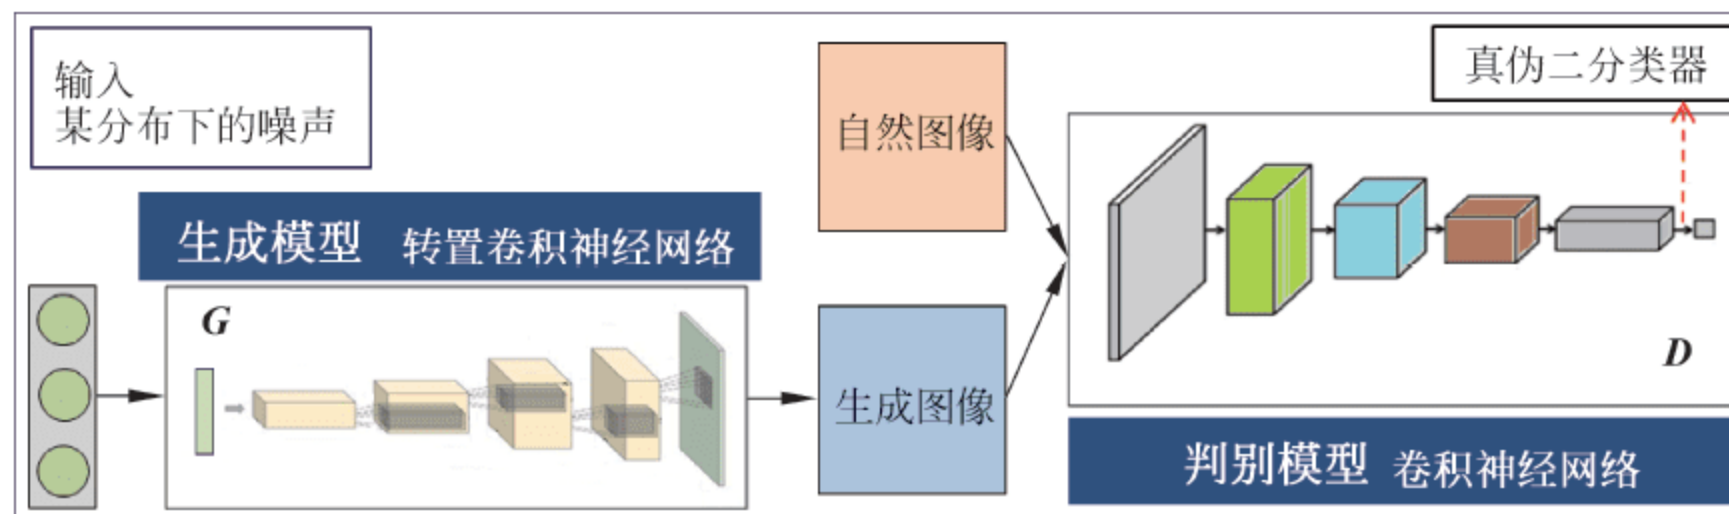 输入
某分布下的噪声
生成模型 转置卷积神经网络
G
自然图像
生成图像
真伪二分类器
D
判别模型 卷积神经网络